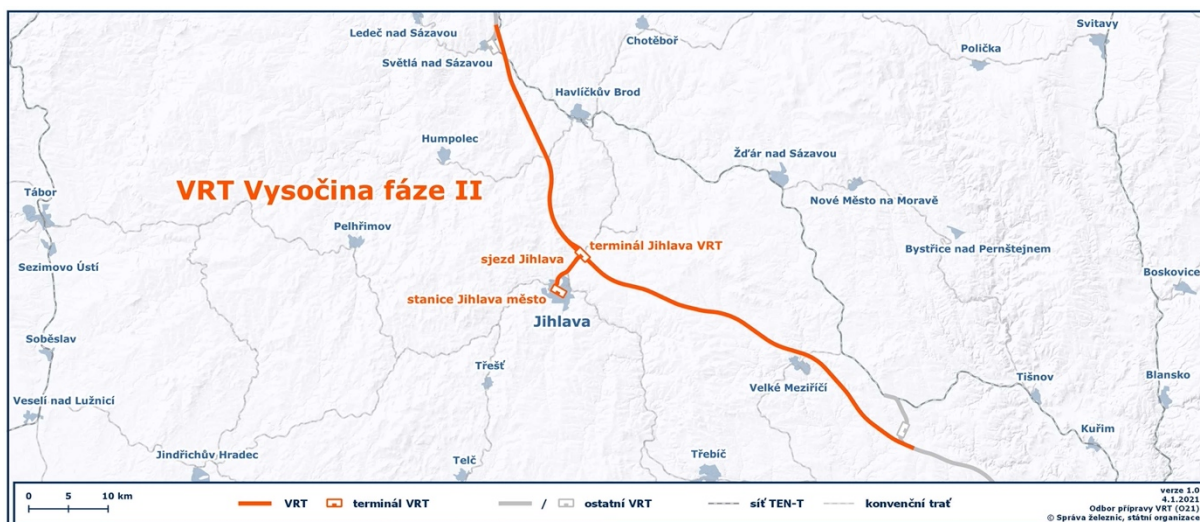 Ledeč nad Sázavou
Chotěboř
Svitavy
Světlá nad Sázavou
Polička
Havlíčkův Brod
Humpolec
Žďár nad Sázavou
VRT Vysočina fáze II
Tábor
Nové Město na Moravě
Pelhřimov
terminál Jihlava VRT
Bystřice nad Pernštejnem
sjezd Jihlava
Sezimovo Ústí
Boskovice
stanice Jihlava město
Jihlava
Soběslav
Třešť
Velké Meziříčí
Tišnov
Blansko
Veselí nad Lužnicí
Kuřim
Jindřichův Hradec
Telč
Třebíč
0 5 10 km
VRT
terminál VRT
/ ostatní VRT
síť TEN-T
konvenční trať
verze 1.0
4.1.2021
Odbor přípravy VRT (O21)
© Správa železnic, státní organizace